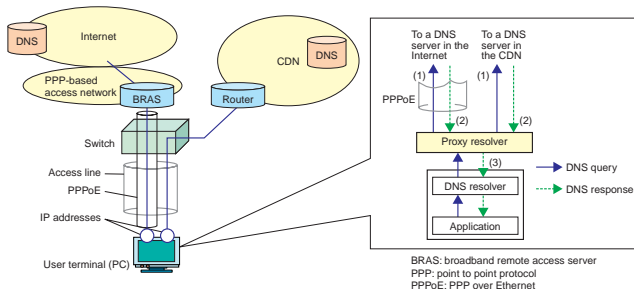 Internet
DNS
PPP-based
access network
BRAS
CDN
DNS
Router
Switch
Access line
PPPoE
IP addresses
User terminal (PC)
To a DNS
server in the
Internet
To a DNS
server in
the CDN
(1)
(1)
PPPoE
(2)
(2)
Proxy resolver
(3)
DNS resolver
Application
DNS query
DNS response
BRAS: broadband remote access server
PPP: point to point protocol
PPPoE: PPP over Ethernet